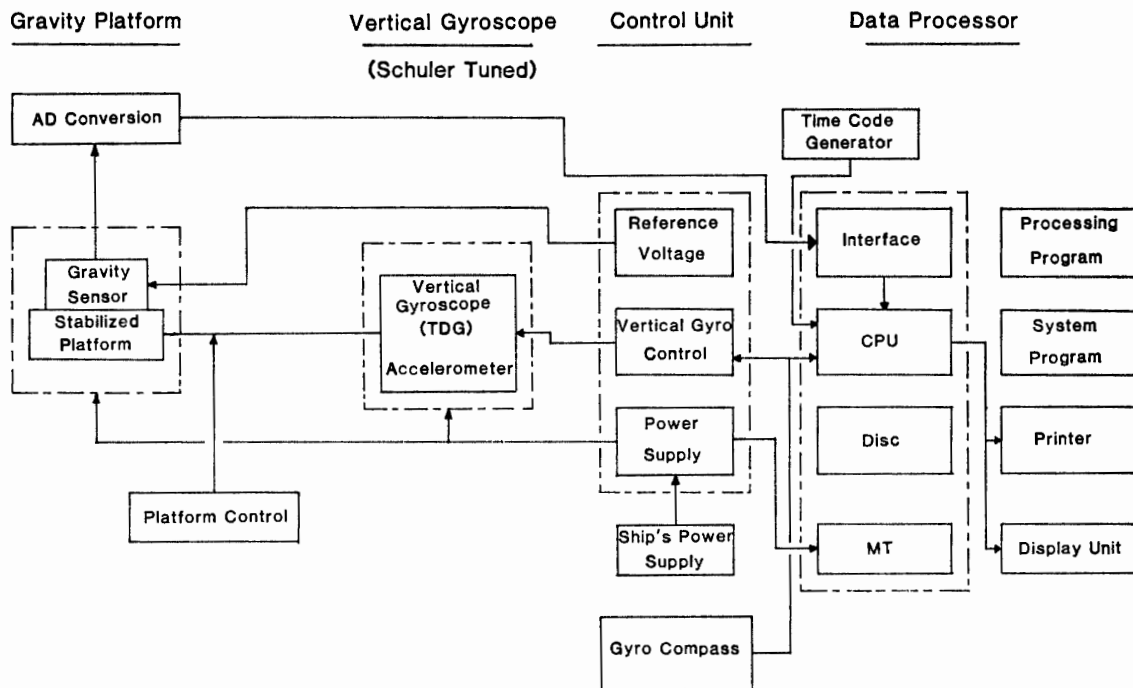 Gravity Platform
Vertical Gyroscope
(Schuler Tuned)
Control Unit
Data Processor
AD Conversion
Time Code
Generator
Gravity
Sensor
Stabilized
Platform
Vertical
Gyroscope
(TDG)
Accelerometer
Reference
Voltage
Vertical Gyro
Control
Power
Supply
Interface
CPU
Disc
MT
Processing
Program
System
Program
Printer
Display Unit
Platform Control
Ship's Power
Supply
Gyro Compass